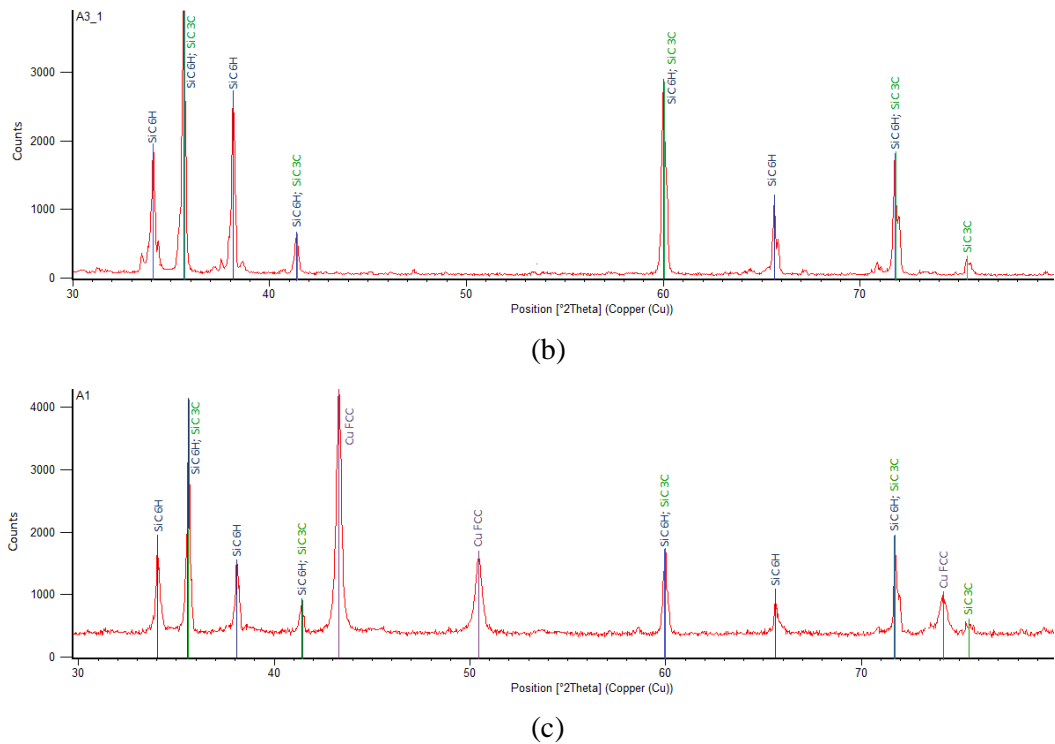 A3_1
3000
2000
1000
0
Counts
SiC 6H
SiC 6H; SiC 3C
SiC 6H
SiC 6H; SiC 3C
SiC 6H; SiC 3C
SiC 6H
SiC 6H; SiC 3C
SiC 3C
30
40
50
60
70
Position [°2Theta] (Copper (Cu))
(b)
A1
4000
3000
2000
1000
0
Counts
SiC 6H
SiC 6H; SiC 3C
SiC 6H
SiC 6H; SiC 3C
Cu FCC
Cu FCC
SiC 6H; SiC 3C
SiC 6H
SiC 6H; SiC 3C
Cu FCC
SiC 3C
30
40
50
60
70
Position [°2Theta] (Copper (Cu))
(c)